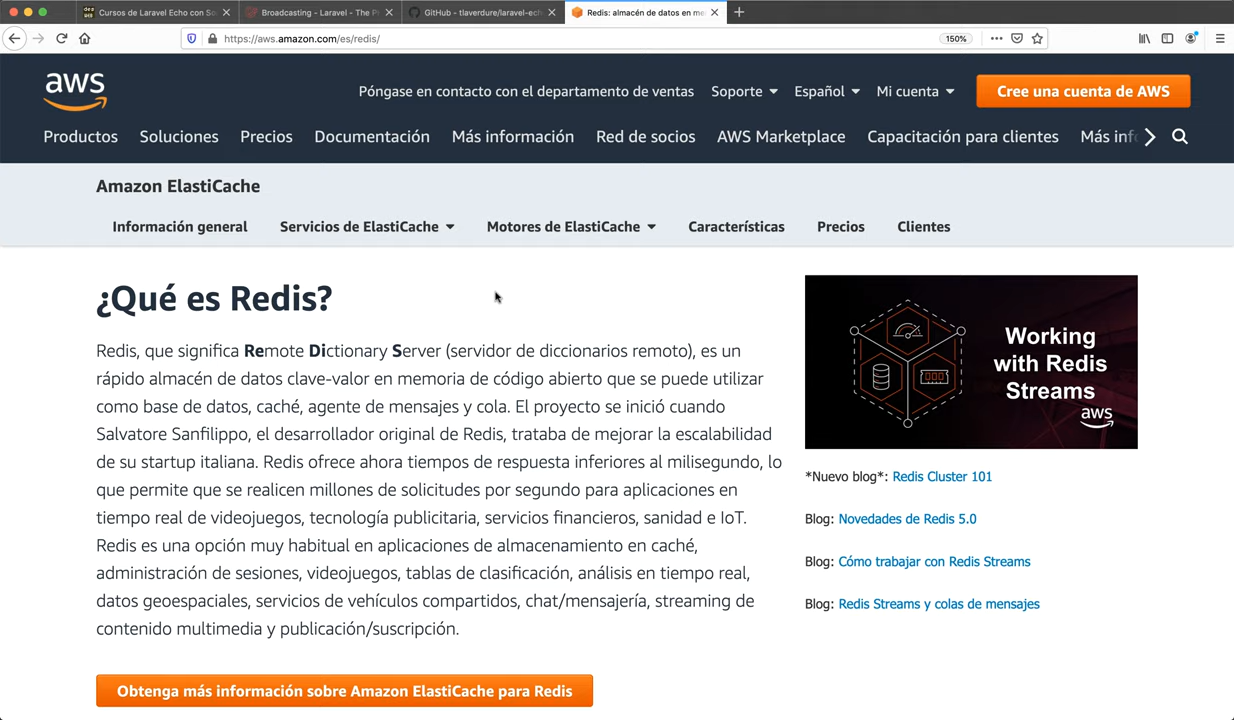 Cursos de Laravel Echo con So
Broadcasting - Laravel - The P
GitHub - tlaverdure/laravel-ech
Redis: almacén de datos en me
https://aws.amazon.com/es/redis/
150%
aws
Póngase en contacto con el departamento de ventas
Soporte
Español
Mi cuenta
Cree una cuenta de AWS
Productos
Soluciones
Precios
Documentación
Más información
Red de socios
AWS Marketplace
Capacitación para clientes
Más inf
Amazon ElastiCache
Información general
Servicios de ElastiCache
Motores de ElastiCache
Características
Precios
Clientes
¿Qué es Redis?
Redis, que significa Remote Dictionary Server (servidor de diccionarios remoto), es un
rápido almacén de datos clave-valor en memoria de código abierto que se puede utilizar
como base de datos, caché, agente de mensajes y cola. El proyecto se inició cuando
Salvatore Sanfilippo, el desarrollador original de Redis, trataba de mejorar la escalabilidad
de su startup italiana. Redis ofrece ahora tiempos de respuesta inferiores al milisegundo, lo
que permite que se realicen millones de solicitudes por segundo para aplicaciones en
tiempo real de videojuegos, tecnología publicitaria, servicios financieros, sanidad e IoT.
Redis es una opción muy habitual en aplicaciones de almacenamiento en caché,
administración de sesiones, videojuegos, tablas de clasificación, análisis en tiempo real,
datos geoespaciales, servicios de vehículos compartidos, chat/mensajería, streaming de
contenido multimedia y publicación/suscripción.
Obtenga más información sobre Amazon ElastiCache para Redis
Working
with Redis
Streams
aws
*Nuevo blog*: Redis Cluster 101
Blog: Novedades de Redis 5.0
Blog: Cómo trabajar con Redis Streams
Blog: Redis Streams y colas de mensajes